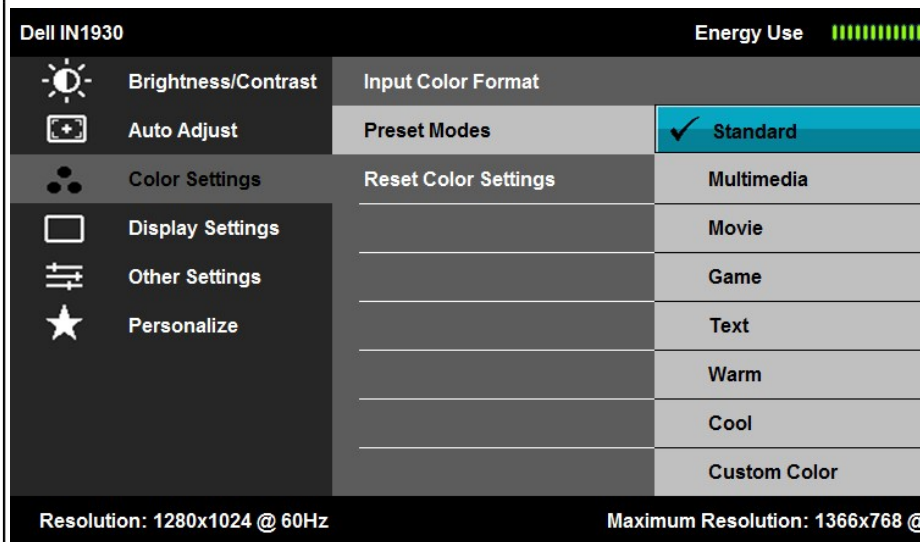 Dell IN1930 Energy Use
Brightness/Contrast Input Color Format
Auto Adjust Preset Modes Standard
Color Settings Reset Color Settings Multimedia
Display Settings Movie
Other Settings Game
Personalize Text
Warm
Cool
Custom Color
Resolution: 1280x1024 @ 60Hz Maximum Resolution: 1366x768 @